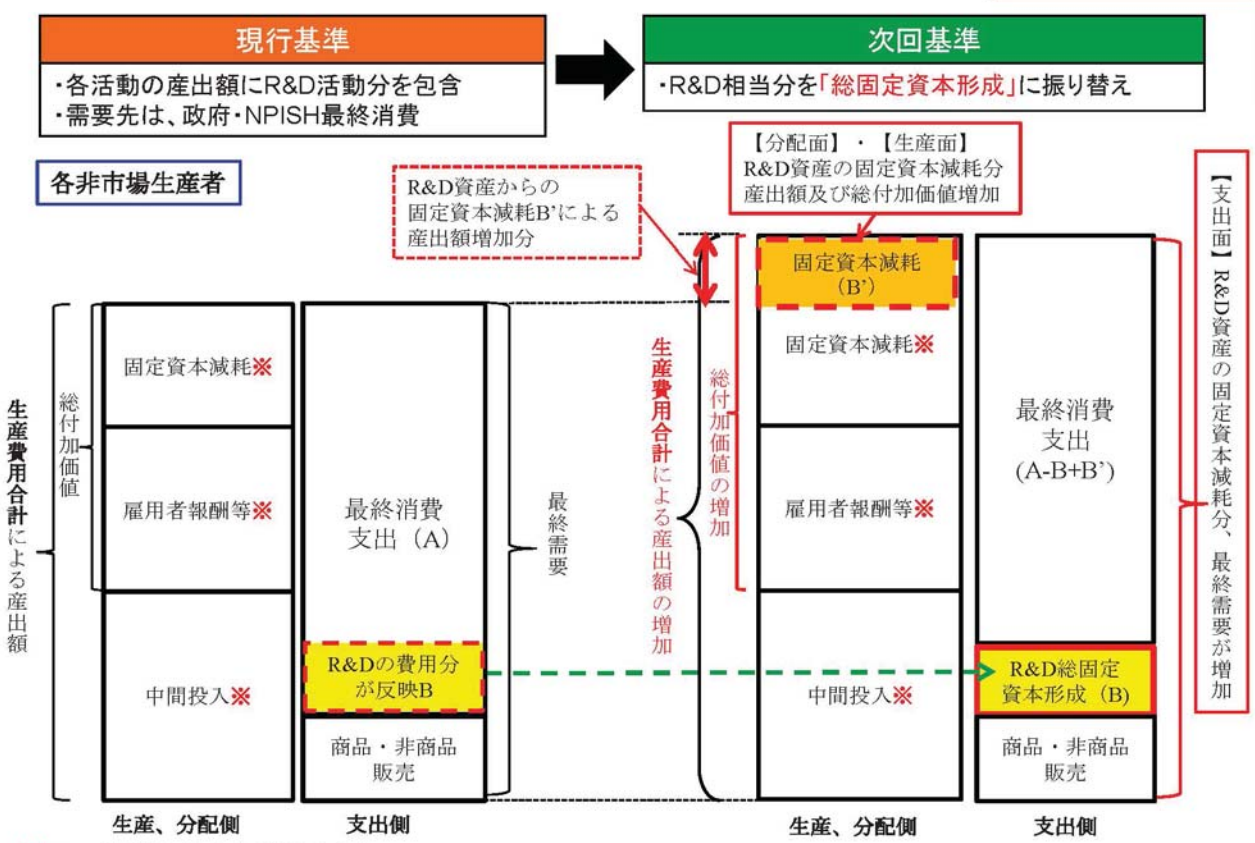 現行基準
・各活動の産出額にR&D活動分を包含
・需要先は、政府・NPISH最終消費
次回基準
・R&D相当分を「総固定資本形成」に振り替え
各非市場生産者
R&D資産からの
固定資本減耗B’による
産出額増加分
【分配面】・【生産面】
R&D資産の固定資本減耗分
産出額及び総付加価値増加
【支出面】R&D資産の固定資本減耗分、最終需要が増加
生産費用合計による産出額
総付加価値
固定資本減耗※
雇用者報酬等※
中間投入※
最終消費
支出（A）
R&Dの費用分
が反映B
商品・非商品
販売
最終需要
生産費用合計による産出額の増加
総付加価値の増加
固定資本減耗
（B’）
固定資本減耗※
雇用者報酬等※
中間投入※
最終消費
支出
(A-B+B’)
R&D総固定
資本形成（B）
商品・非商品
販売
生産、分配側
支出側
生産、分配側
支出側